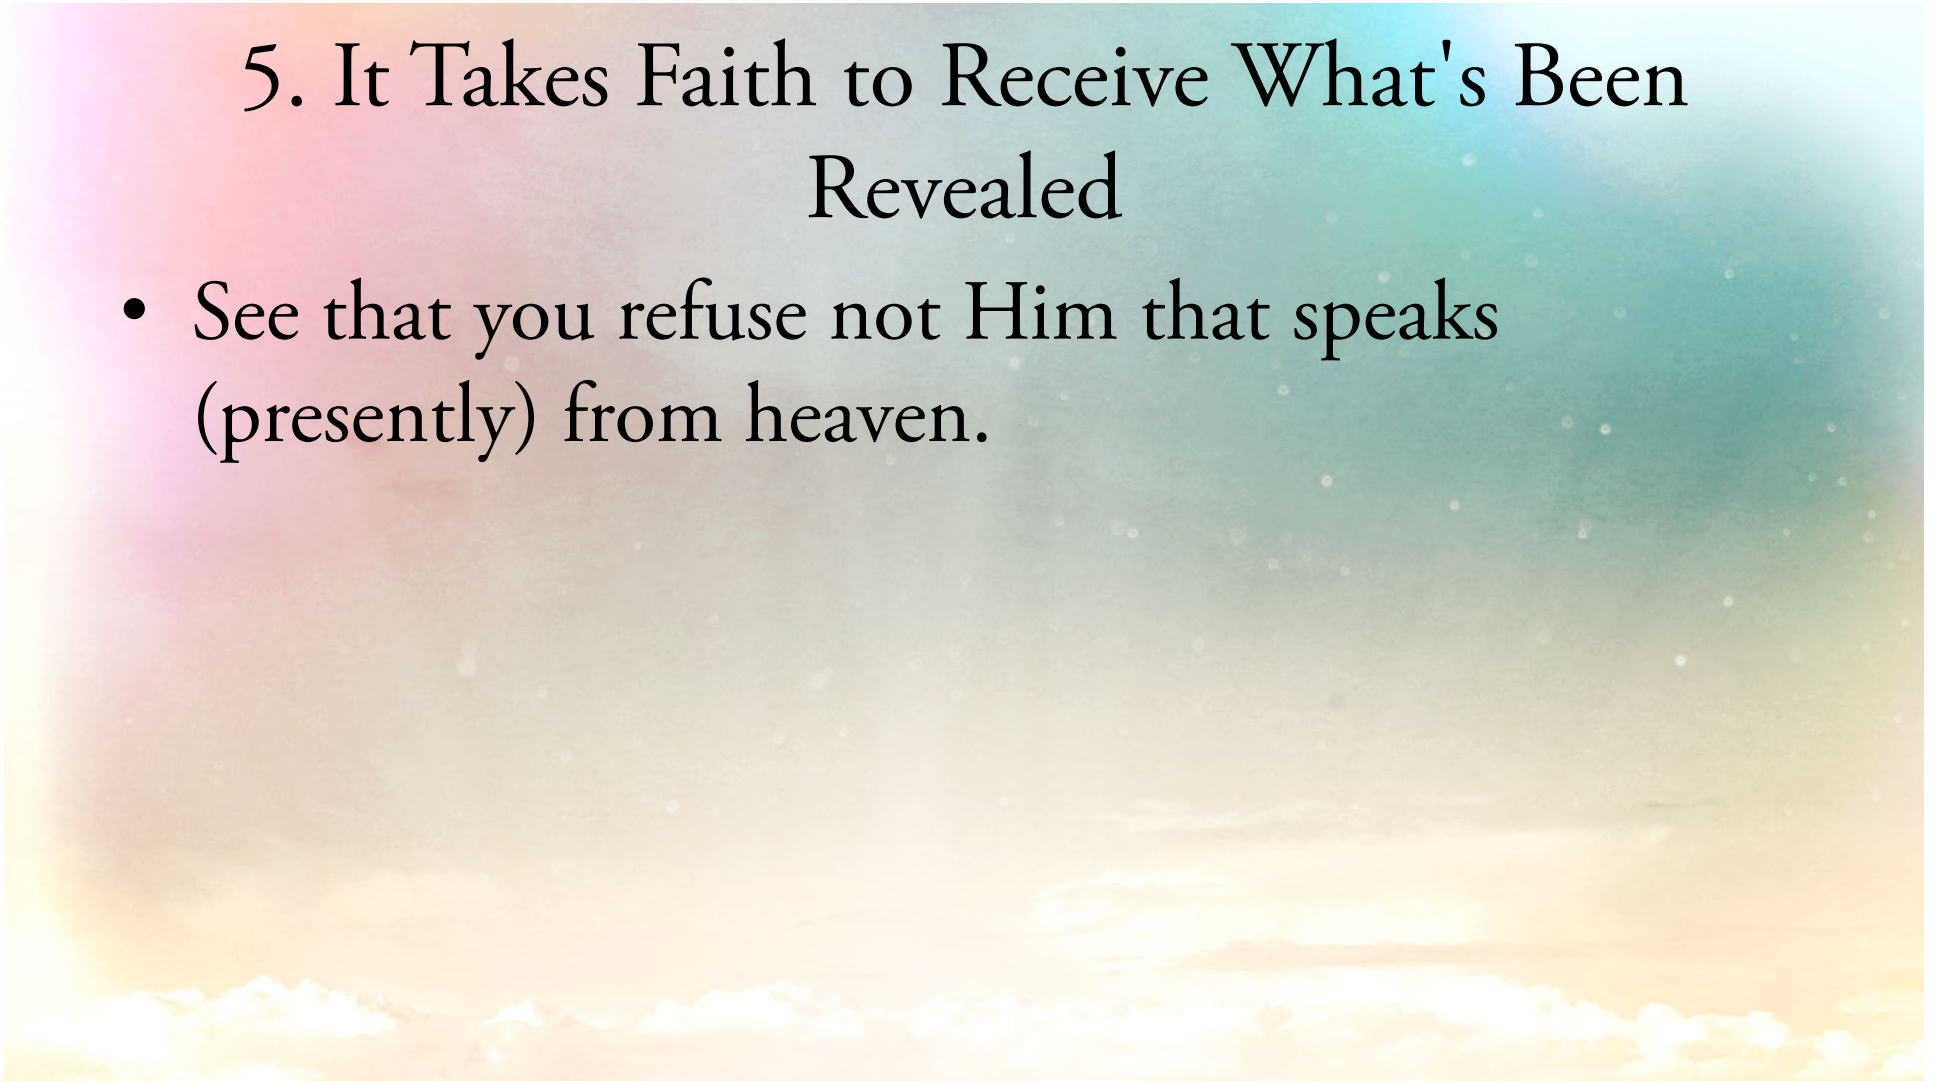 5. It Takes Faith to Receive What's Been
Revealed
• See that you refuse not Him that speaks
(presently) from heaven.